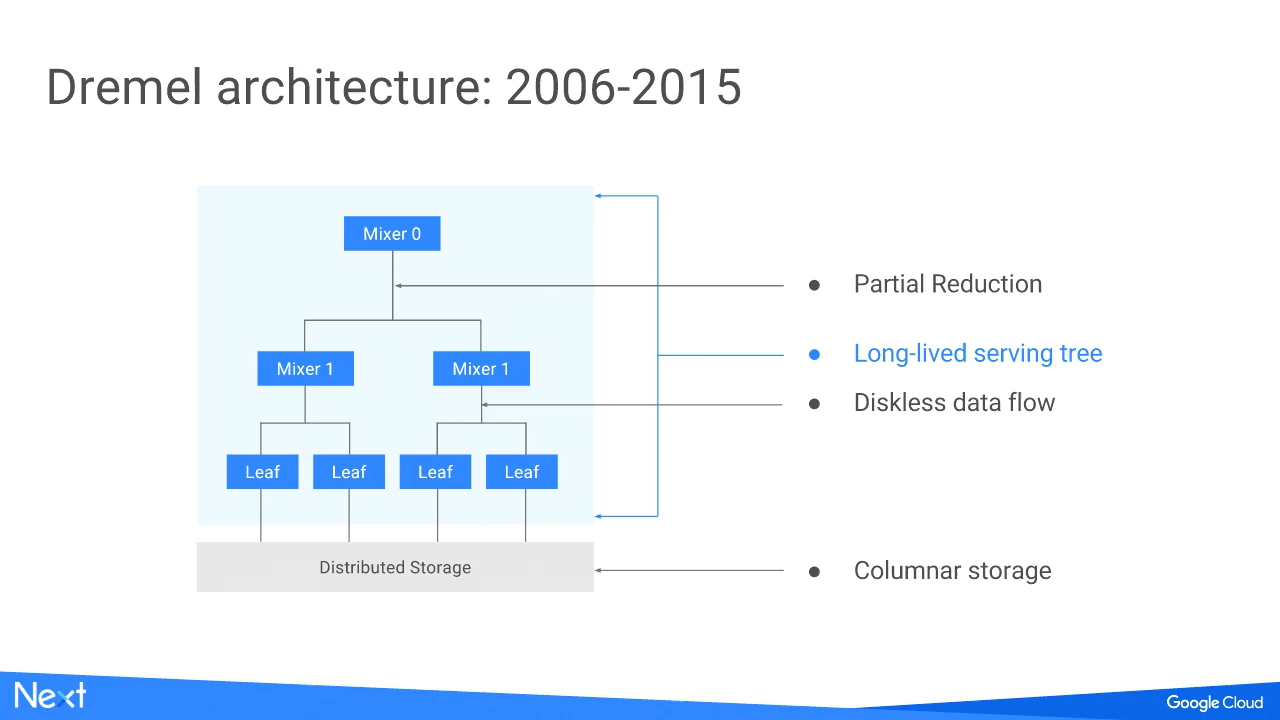 Dremel architecture: 2006-2015
Mixer 0
Partial Reduction
Long-lived serving tree
Mixer 1
Mixer 1
Diskless data flow
Leaf
Leaf
Leaf
Leaf
Distributed Storage
Columnar storage
Next
Google Cloud